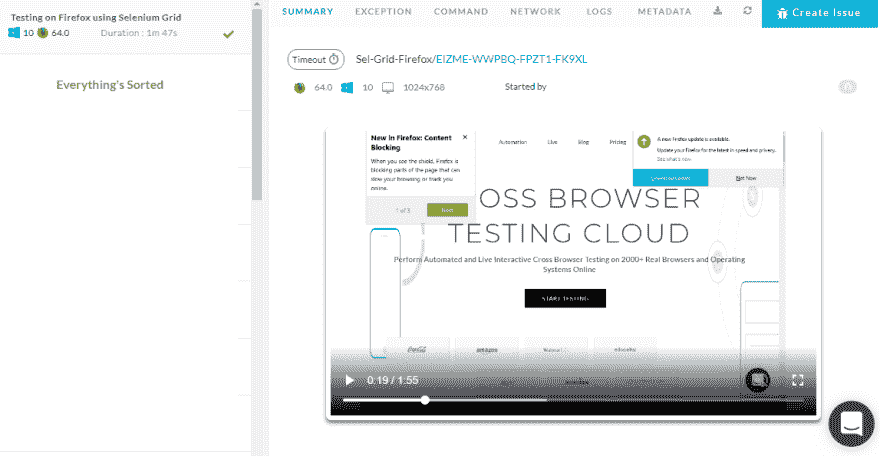 Testing on Firefox using Selenium Grid
10 64.0 Duration : 1m 47s
Everything's Sorted
SUMMARY EXCEPTION COMMAND NETWORK LOGS METADATA
Create Issue
Timeout Sel-Grid-Firefox/EIZME-WWPBQ-FPZT1-FK9XL
64.0 10 1024x768 Started by
New in Firefox: Content
Blocking
When you see the shield, Firefox is
blocking parts of the page that can
slow your browsing or track you
online.
1 of 3 Next
Automation Live Blog Pricing
A new Firefox update is available.
Update your Firefox for the latest in speed and privacy.
See what's new
Not Now
OSS BROWSER
TESTING CLOUD
Perform Automated and Live Interactive Cross Browser Testing on 2000+ Real Browsers and Operating
Systems Online
START TESTING
Coca-Cola amazon Walmart
0:19 / 1:55